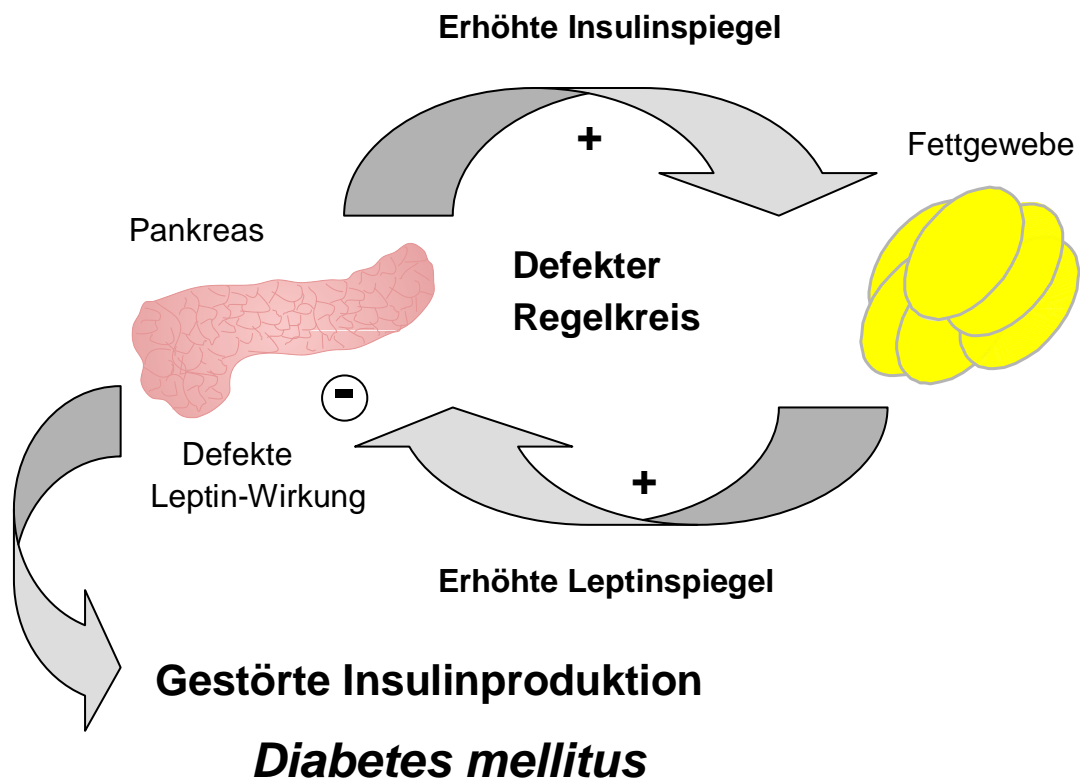 Erhöhte Insulinspiegel
+
Fettgewebe
Pankreas
Defekter
Regelkreis
-
Defekte
Leptin-Wirkung
+
Erhöhte Leptinspiegel
Gestörte Insulinproduktion
Diabetes mellitus